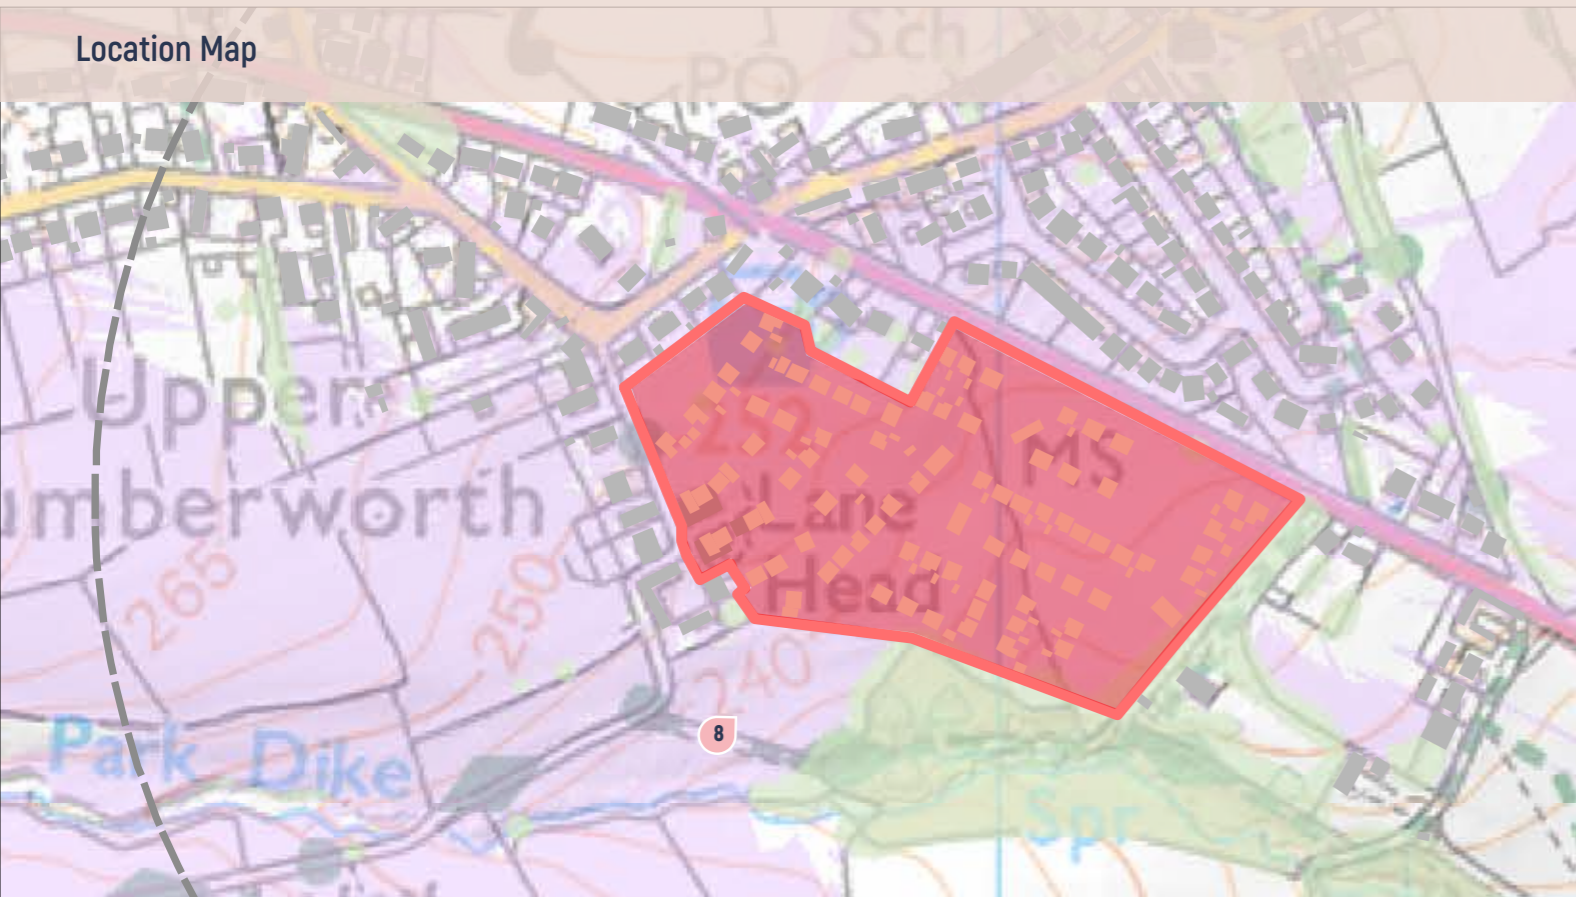 Location Map
Sch
PO
Upper
umberworth
252
MS
Lane
Head
265
250
240
8
Park Dike
Spr